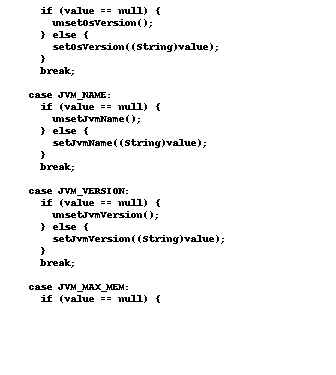 if (value == null) {
unsetOsVersion();
} else {
setOsVersion((String)value);
}
break;
case JVM_NAME:
if (value == null) {
unsetJvmName();
} else {
setJvmName((String)value);
}
break;
case JVM_VERSION:
if (value == null) {
unsetJvmVersion();
} else {
setJvmVersion((String)value);
}
break;
case JVM_MAX_MEM:
if (value == null) {